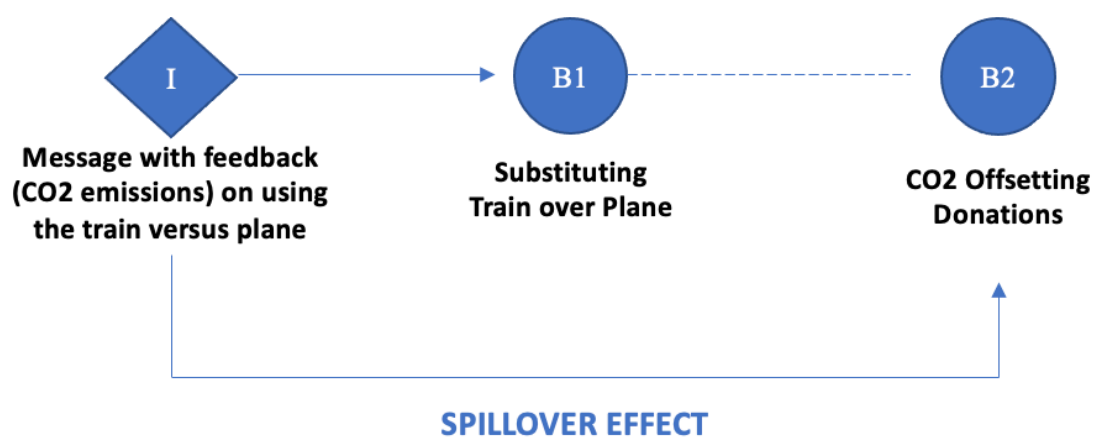 I
B1
B2
Message with feedback
(CO2 emissions) on using
the train versus plane
Substituting
Train over Plane
CO2 Offsetting
Donations
SPILLOVER EFFECT